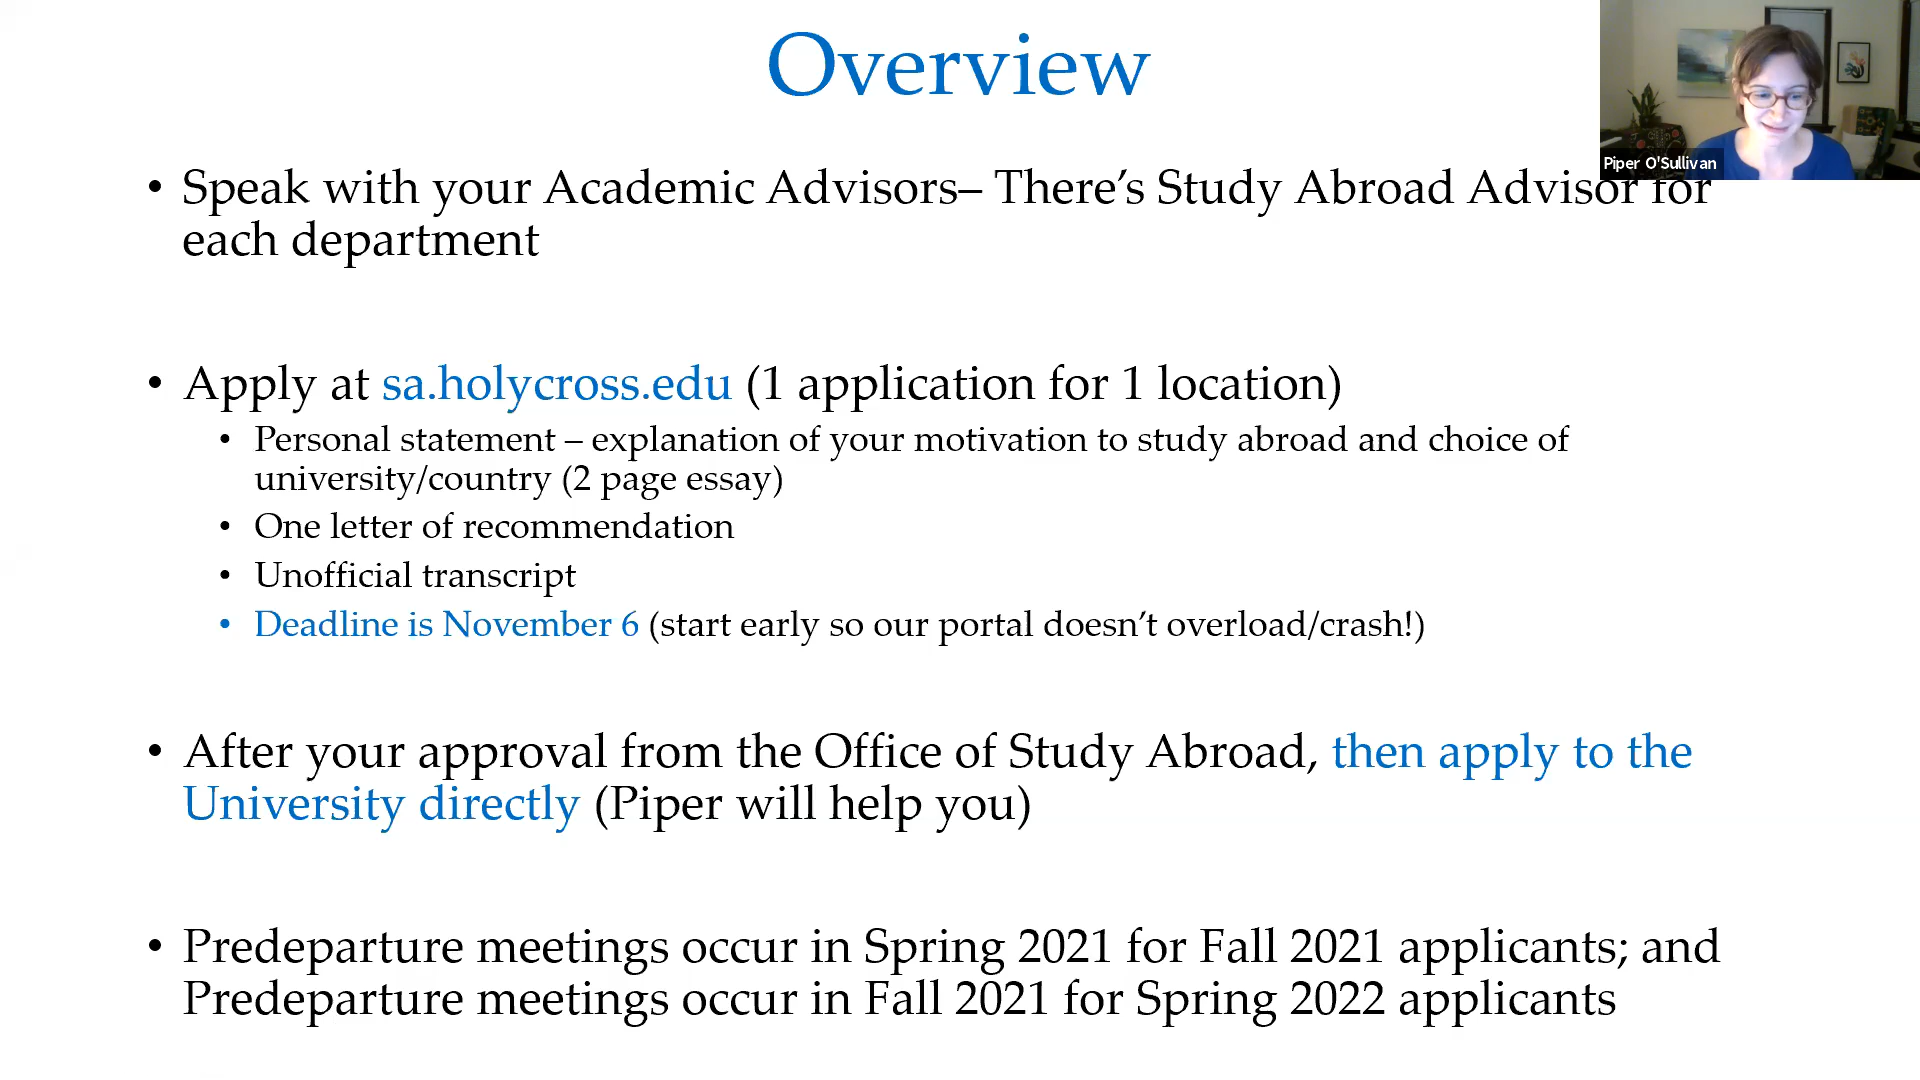 Overview
Piper O'Sullivan
• Speak with your Academic Advisors– There’s Study Abroad Advisor for
each department
• Apply at sa.holycross.edu (1 application for 1 location)
• Personal statement – explanation of your motivation to study abroad and choice of
university/country (2 page essay)
• One letter of recommendation
• Unofficial transcript
• Deadline is November 6 (start early so our portal doesn’t overload/crash!)
• After your approval from the Office of Study Abroad, then apply to the
University directly (Piper will help you)
• Predeparture meetings occur in Spring 2021 for Fall 2021 applicants; and
Predeparture meetings occur in Fall 2021 for Spring 2022 applicants